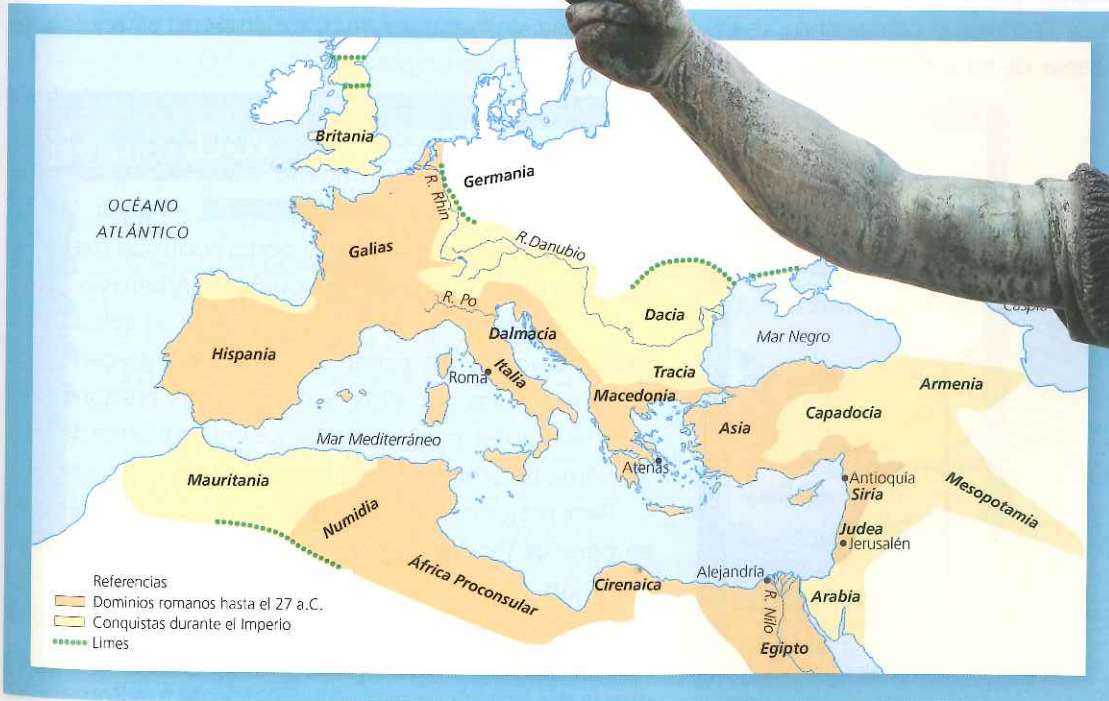 Britania
Germania
R. Rhin
OCÉANO
ATLÁNTICO
Galias
R. Danubio
R. Po
Dacia
Caspio
Mar Negro
Dalmacia
Hispania
Italia
Roma
Tracia
Macedonia
Armenia
Capadocia
Asia
Mar Mediterráneo
Atenas
Mauritania
Antioquía
Siria
Mesopotamia
Numidia
Judea
Jerusalén
África Proconsular
Cirenaica
Alejandría
R. Nilo
Arabia
Egipto
Referencias
Dominios romanos hasta el 27 a.C.
Conquistas durante el Imperio
Limes